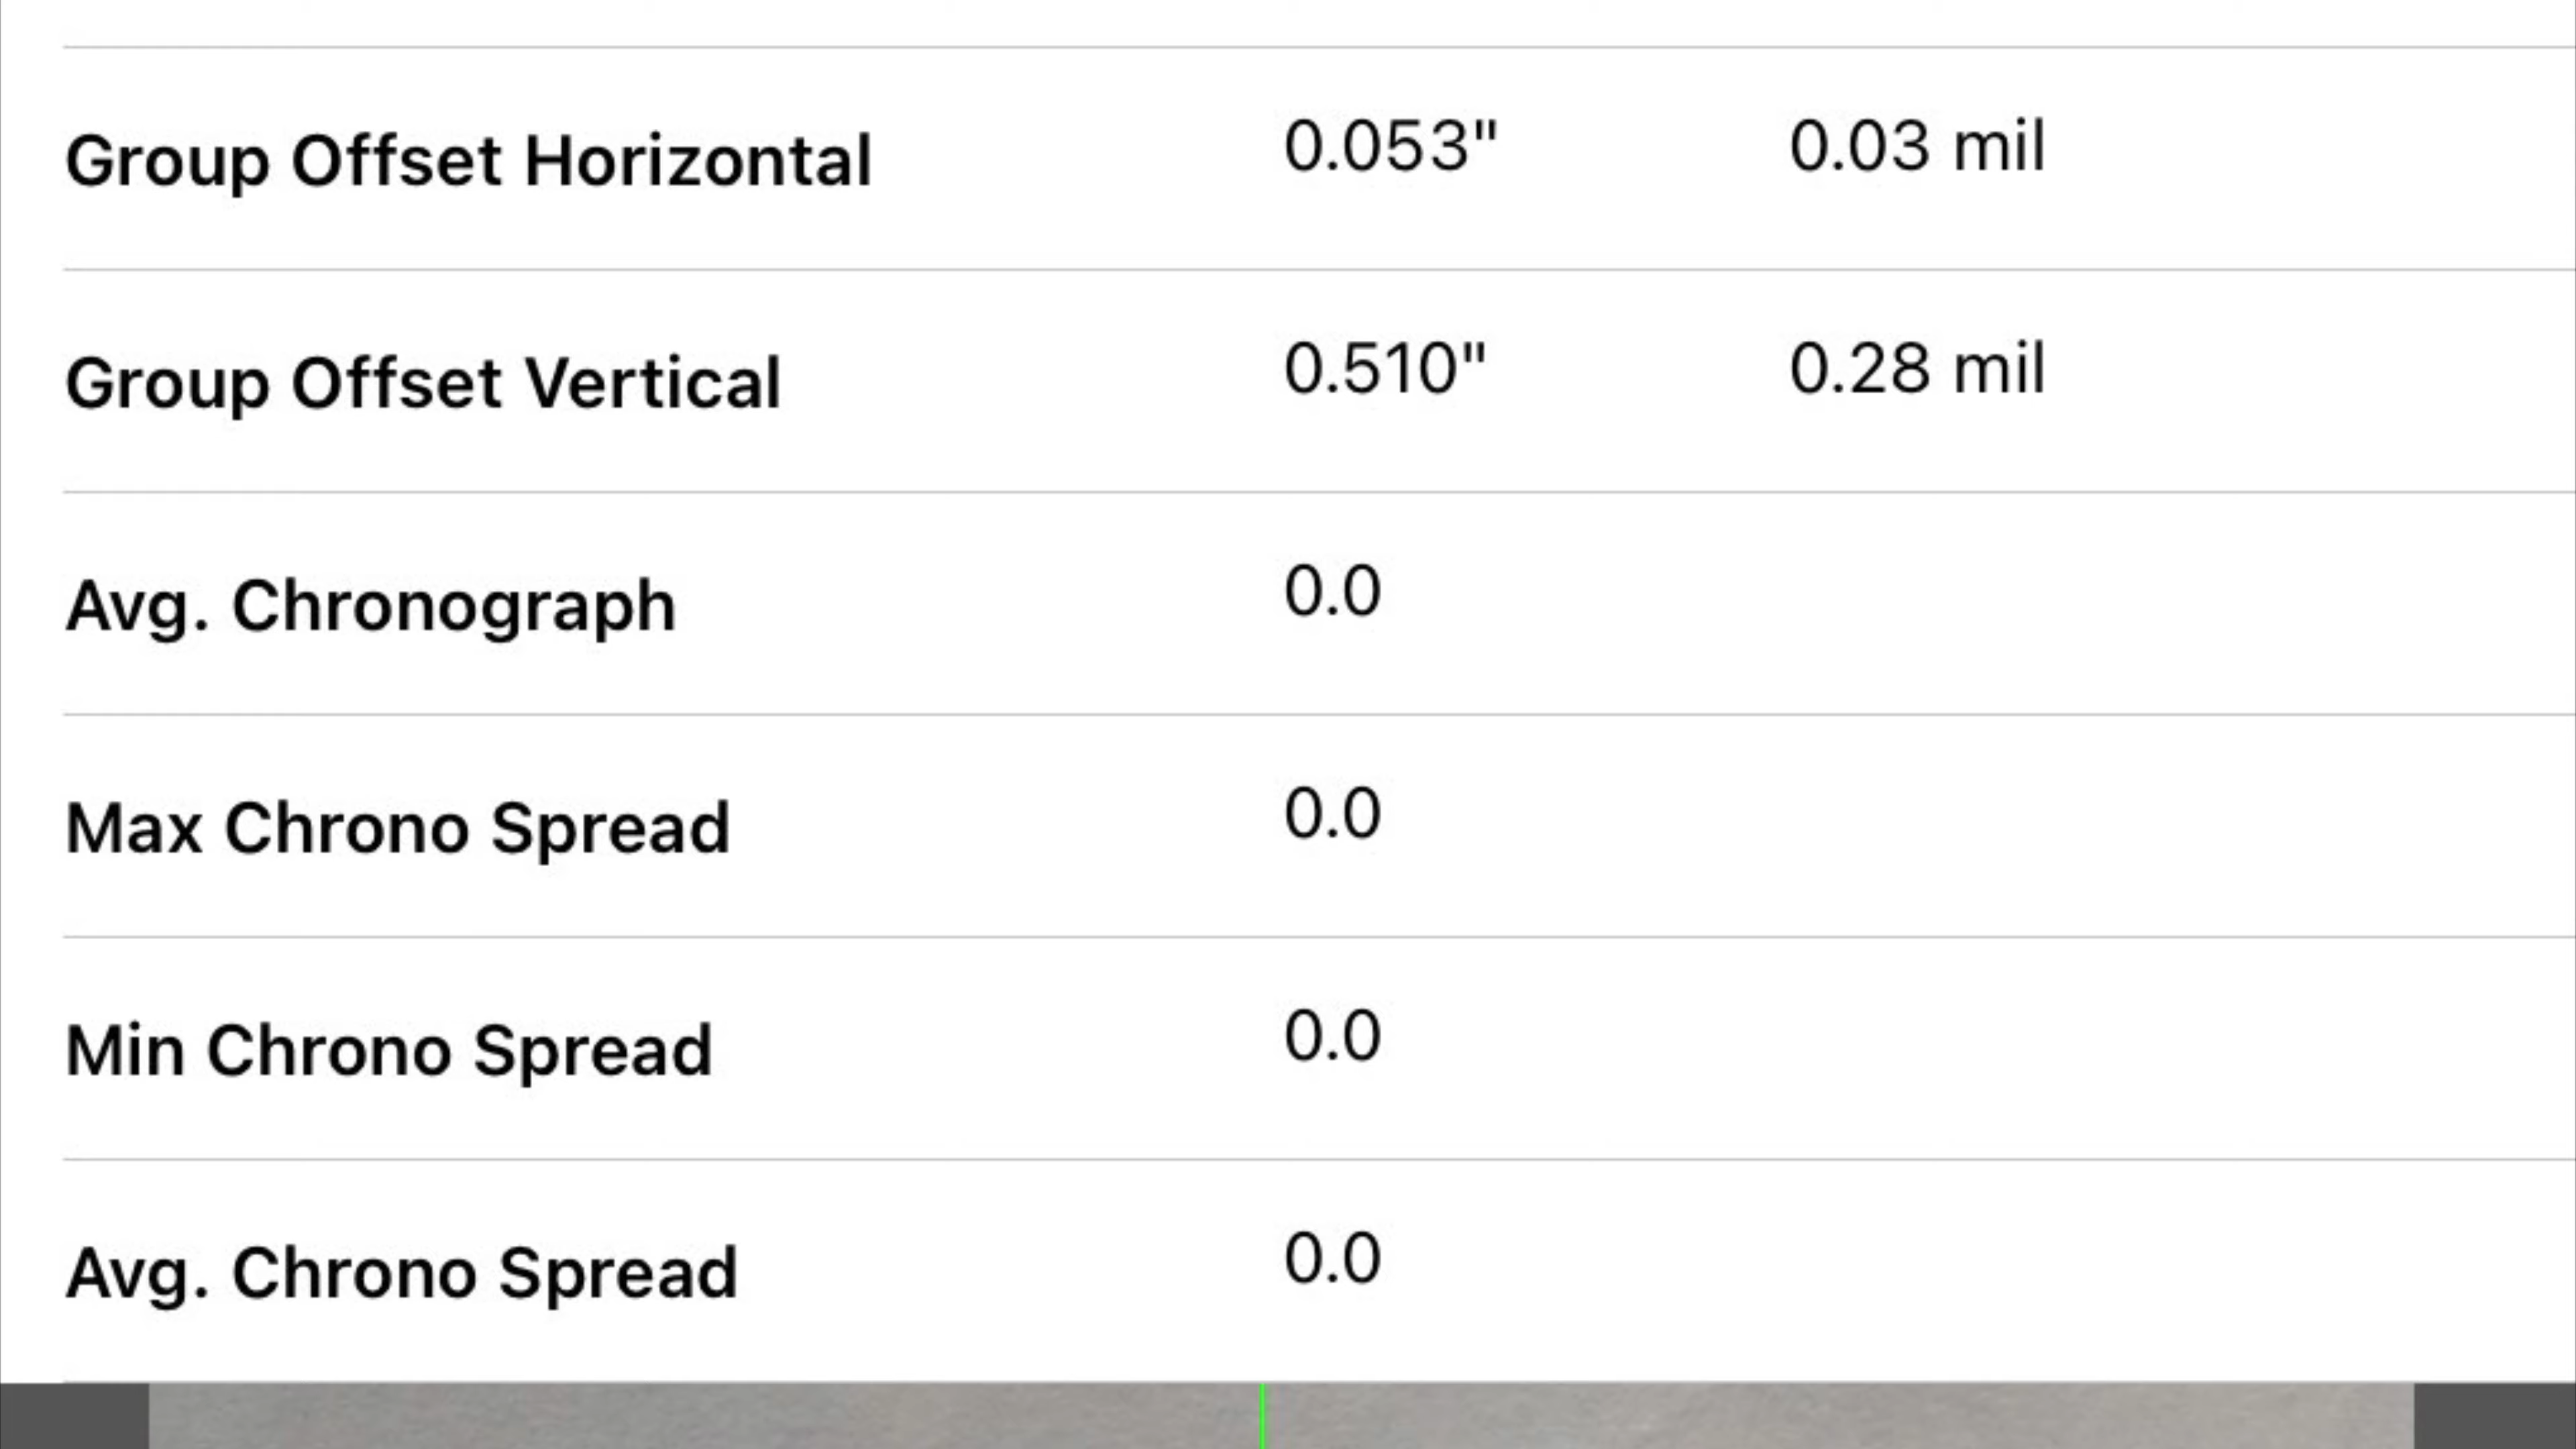 Group Offset Horizontal 0.053" 0.03 mil
Group Offset Vertical 0.510" 0.28 mil
Avg. Chronograph 0.0
Max Chrono Spread 0.0
Min Chrono Spread 0.0
Avg. Chrono Spread 0.0